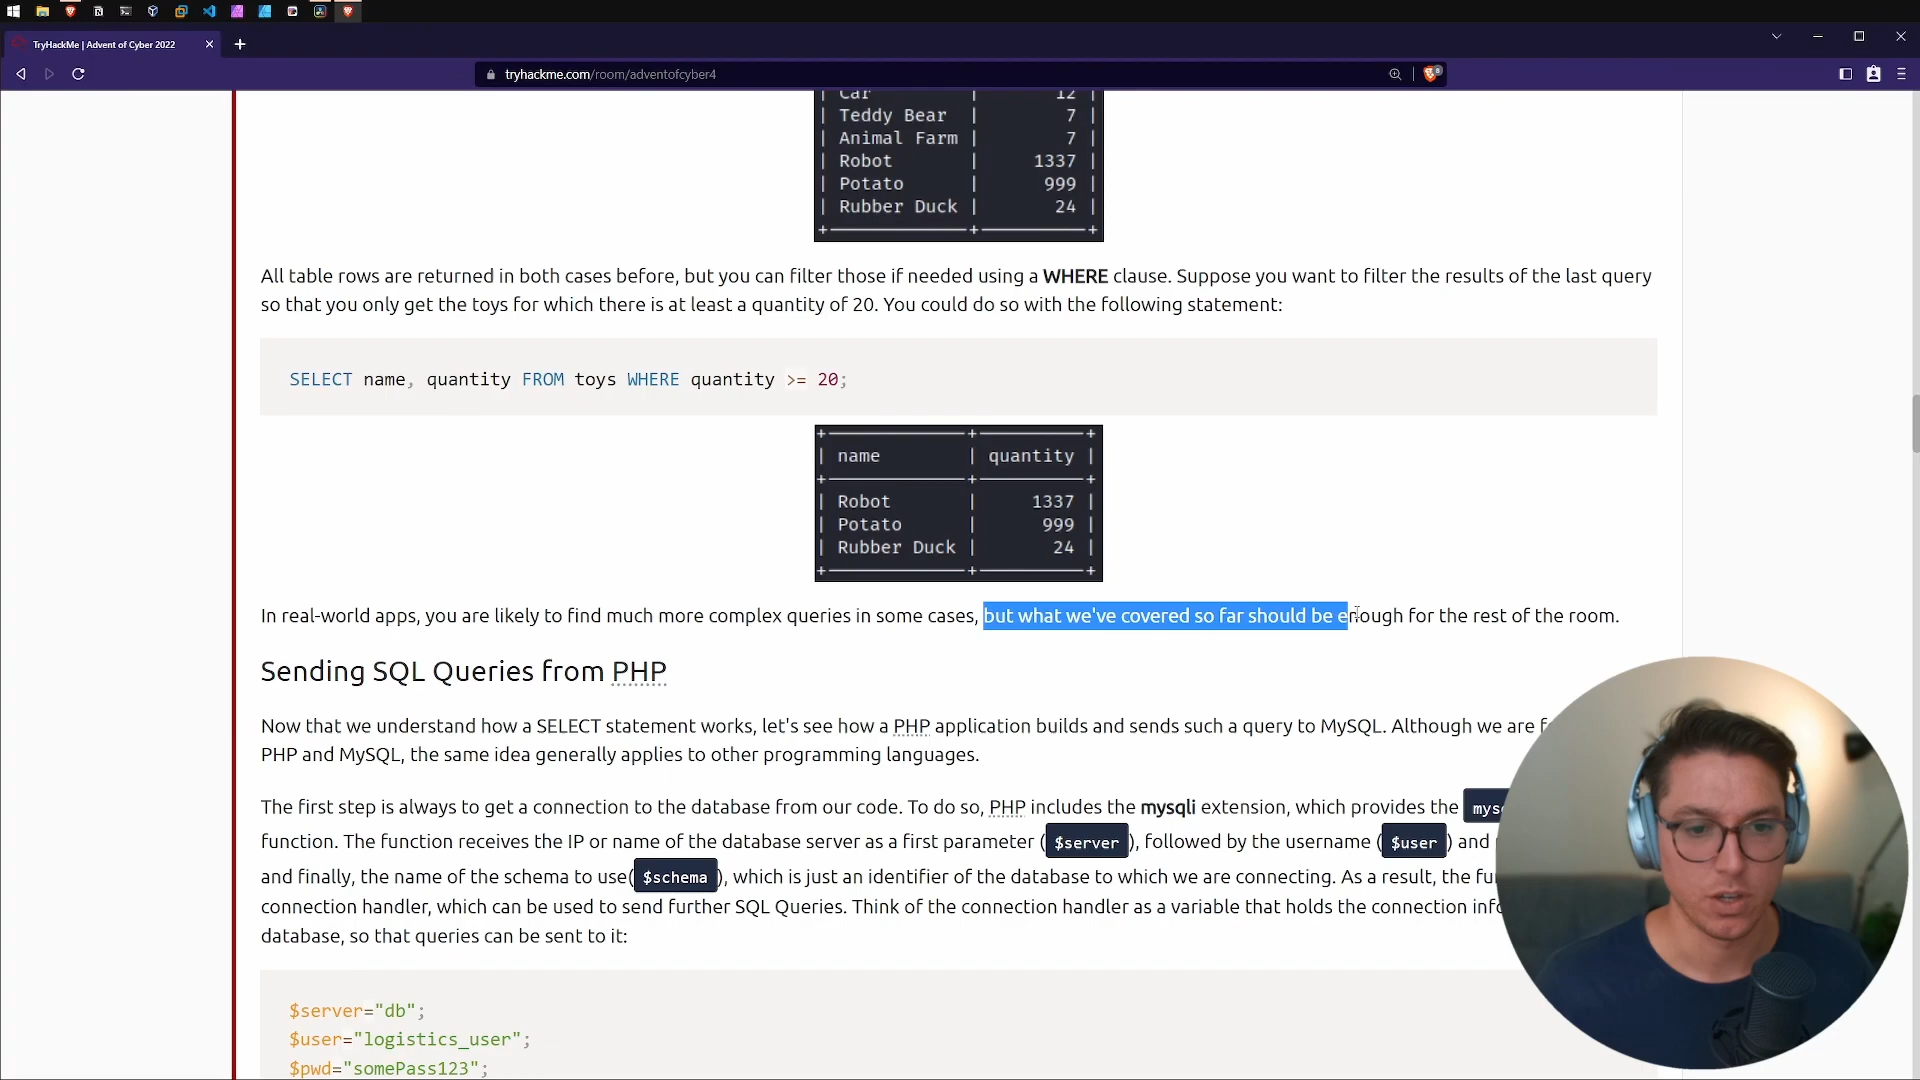 TryHackMe | Advent of Cyber 2022
tryhackme.com/room/adventofcyber4
| Car | 12 |
| Teddy Bear | 7 |
| Animal Farm | 7 |
| Robot | 1337 |
| Potato | 999 |
| Rubber Duck | 24 |
All table rows are returned in both cases before, but you can filter those if needed using a WHERE clause. Suppose you want to filter the results of the last query
so that you only get the toys for which there is at least a quantity of 20. You could do so with the following statement:
SELECT name, quantity FROM toys WHERE quantity >= 20;
| name | quantity |
| Robot | 1337 |
| Potato | 999 |
| Rubber Duck | 24 |
In real-world apps, you are likely to find much more complex queries in some cases, but what we've covered so far should be enough for the rest of the room.
Sending SQL Queries from PHP
Now that we understand how a SELECT statement works, let's see how a PHP application builds and sends such a query to MySQL. Although we are
PHP and MySQL, the same idea generally applies to other programming languages.
The first step is always to get a connection to the database from our code. To do so, PHP includes the mysqli extension, which provides the
function. The function receives the IP or name of the database server as a first parameter ( $server ), followed by the username ( $user ) and
and finally, the name of the schema to use( $schema ), which is just an identifier of the database to which we are connecting. As a result, the
connection handler, which can be used to send further SQL Queries. Think of the connection handler as a variable that holds the connection
database, so that queries can be sent to it:
$server="db";
$user="logistics_user";
$pwd="somePass123";